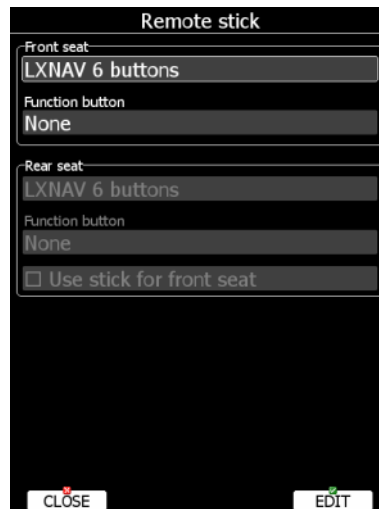 Remote stick
Front seat
LXNAV 6 buttons
Function button
None
Rear seat
LXNAV 6 buttons
Function button
None
Use stick for front seat
CLOSE EDIT